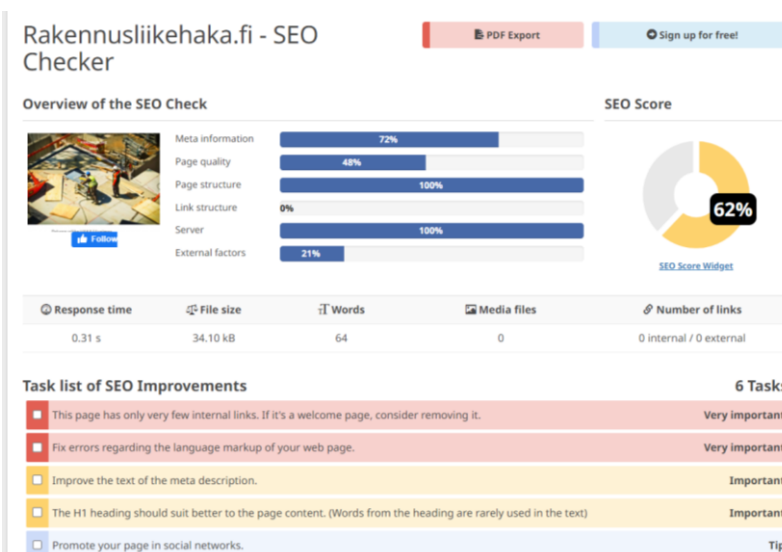 Rakennusliikehaka.fi - SEO
Checker
PDF Export
Sign up for free!
Overview of the SEO Check
SEO Score
Meta information 72%
Page quality 48%
Page structure 100%
Link structure 0%
Server 100%
External factors 21%
Follow
62%
SEO Score Widget
Response time File size Words Media files Number of links
0.31 s 34.10 kB 64 0 0 internal / 0 external
Task list of SEO Improvements 6 Tasks
This page has only very few internal links. If it's a welcome page, consider removing it. Very important
Fix errors regarding the language markup of your web page. Very important
Improve the text of the meta description. Important
The H1 heading should suit better to the page content. (Words from the heading are rarely used in the text) Important
Promote your page in social networks. Tip